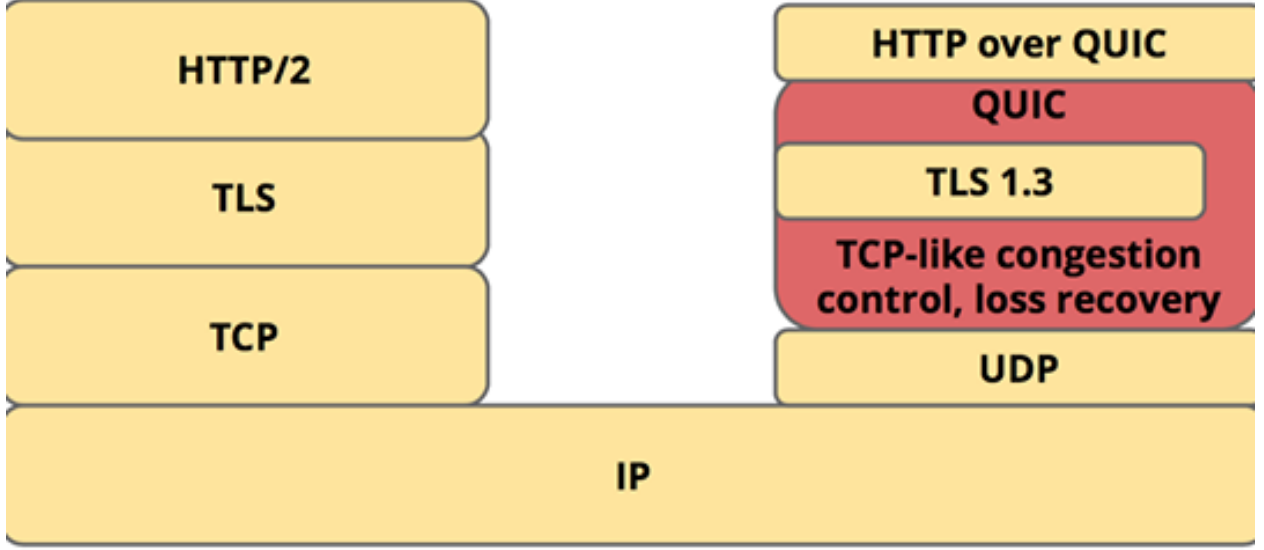 HTTP/2
TLS
TCP
HTTP over QUIC
QUIC
TLS 1.3
TCP-like congestion
control, loss recovery
UDP
IP